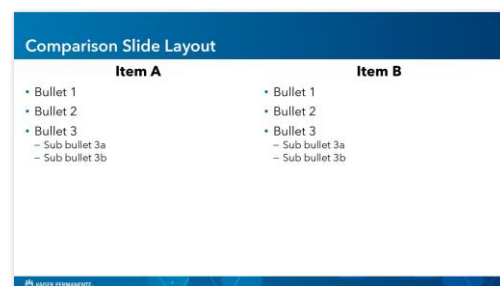 Comparison Slide Layout
Item A
• Bullet 1
• Bullet 2
• Bullet 3
– Sub bullet 3a
– Sub bullet 3b
Item B
• Bullet 1
• Bullet 2
• Bullet 3
– Sub bullet 3a
– Sub bullet 3b
KAISER PERMANENTE.